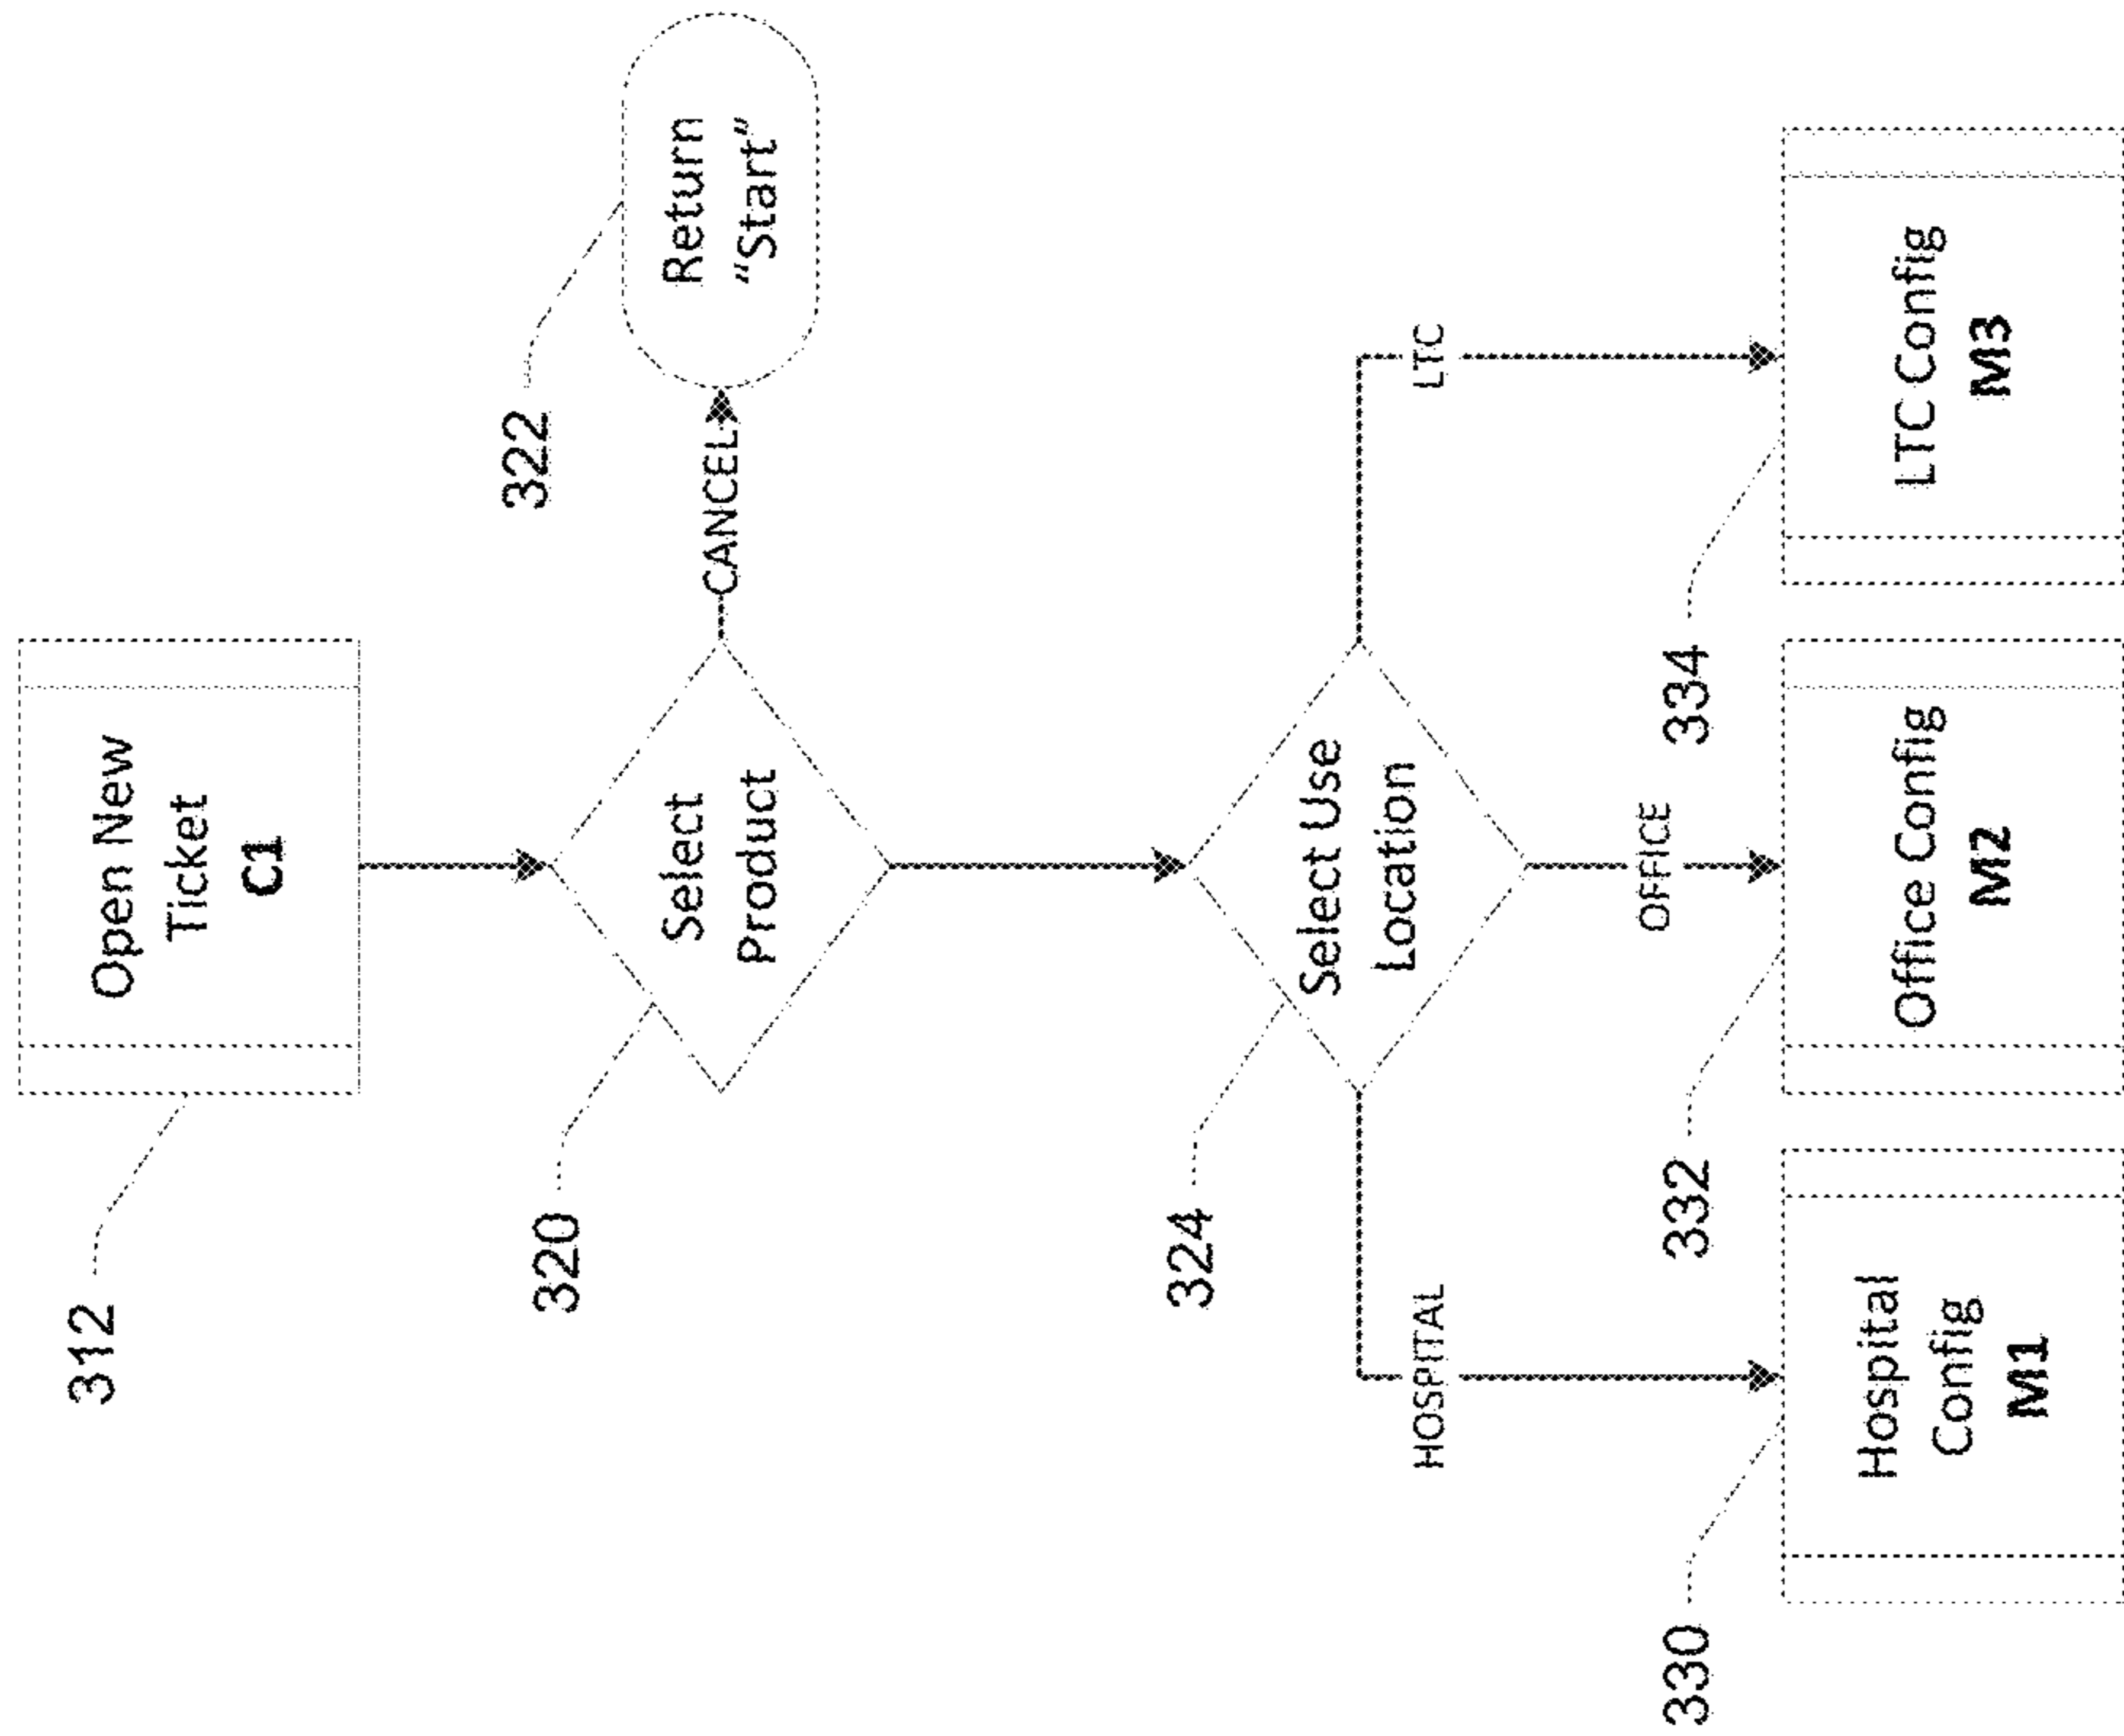 312
Open New
Ticket
C1
320
Select
Product
CANCEL
322
Return
“Start”
324
Select Use
Location
HOSPITAL
OFFICE
LTC
330
Hospital
Config
M1
332
Office Config
M2
334
LTC Config
M3